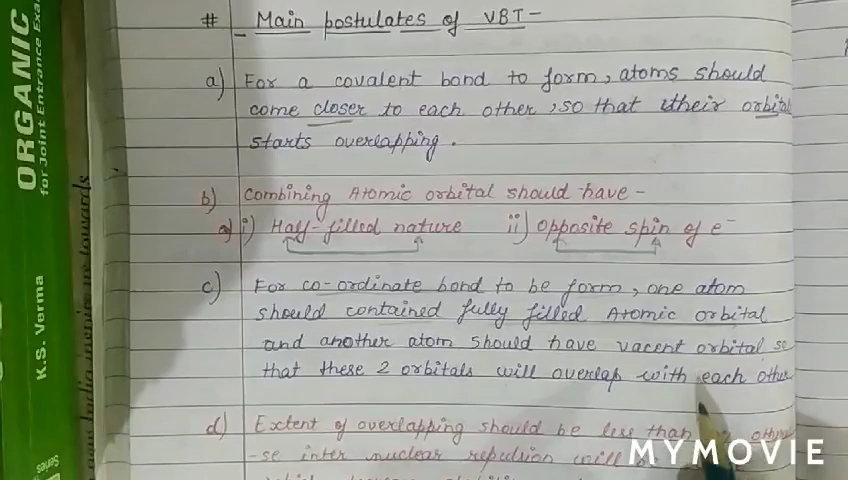 ORGANIC
for Joint Entrance Exa
K.S. Verma
Series
# - Main postulates of VBT -
a) For a covalent bond to form, atoms should
come closer to each other, so that their orbital
starts overlapping.
b) Combining Atomic orbital should have -
i) Half-filled nature ii) Opposite spin of e⁻
c) For co-ordinate bond to be form, one atom
should contained fully filled Atomic orbital
and another atom should have vacent orbital so
that these 2 orbitals will overlap with each other
d) Extent of overlapping should be less than
-se inter nuclear repulsion will
MYMOVIE